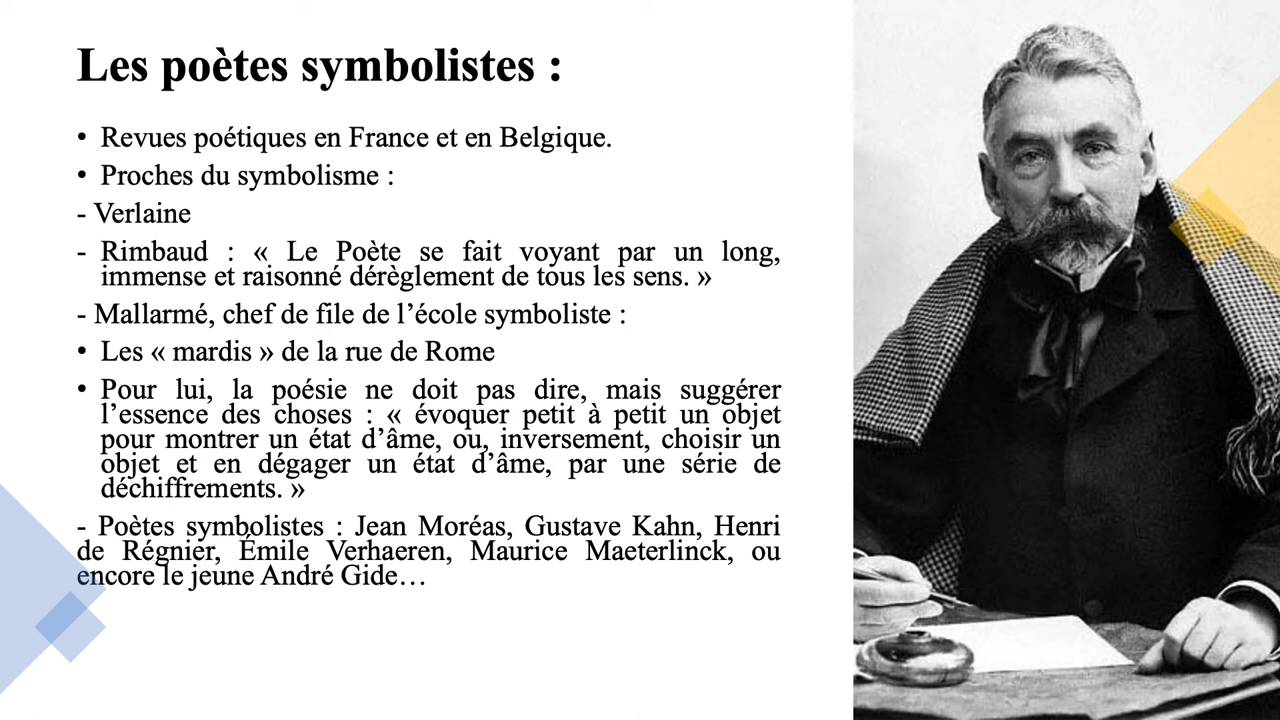 Les poètes symbolistes :
• Revues poétiques en France et en Belgique.
• Proches du symbolisme :
- Verlaine
- Rimbaud : « Le Poète se fait voyant par un long,
immense et raisonné dérèglement de tous les sens. »
- Mallarmé, chef de file de l’école symboliste :
• Les « mardis » de la rue de Rome
• Pour lui, la poésie ne doit pas dire, mais suggérer
l’essence des choses : « évoquer petit à petit un objet
pour montrer un état d’âme, ou, inversement, choisir un
objet et en dégager un état d’âme, par une série de
déchiffrements. »
- Poètes symbolistes : Jean Moréas, Gustave Kahn, Henri
de Régnier, Émile Verhaeren, Maurice Maeterlinck, ou
encore le jeune André Gide…